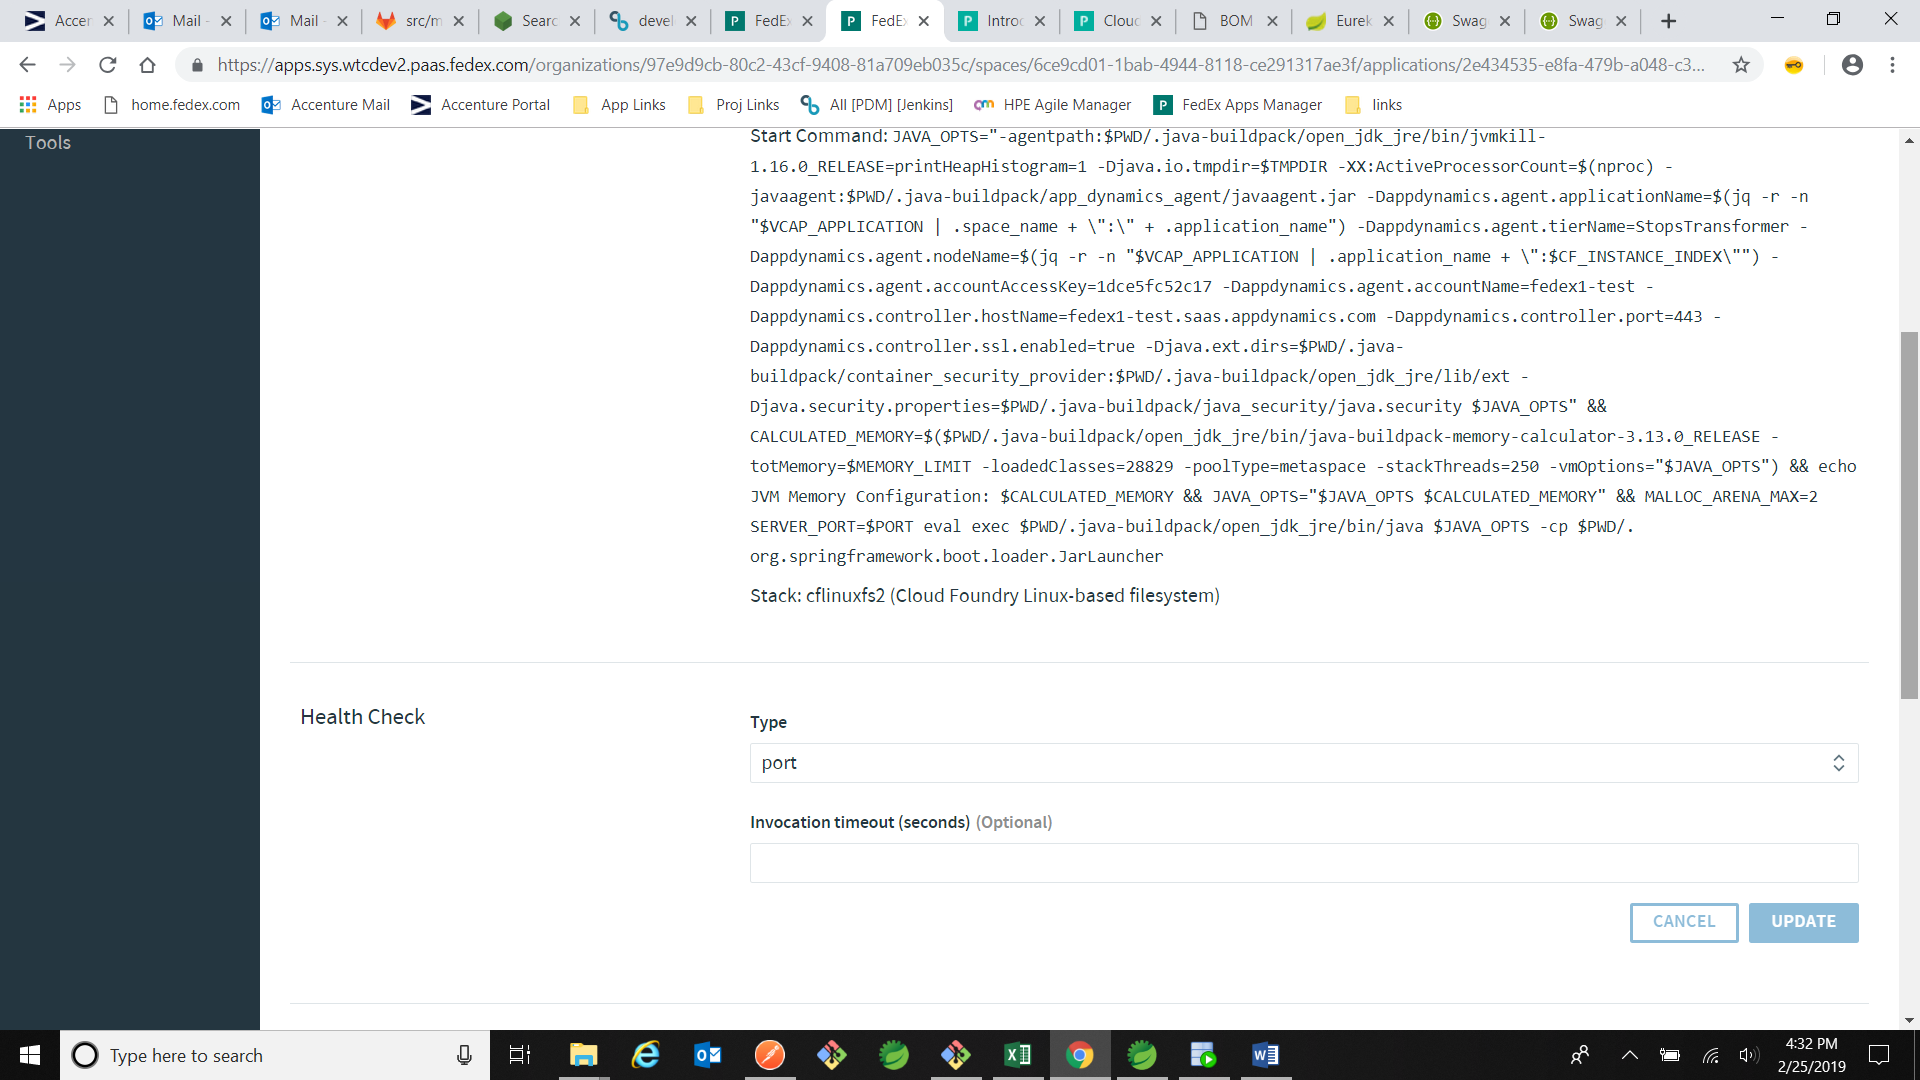 Accen
Mail -
Mail -
src/m
Searc
devel
FedEx
FedEx
Introd
Cloud
BOM
Eurek
Swag
Swag
https://apps.sys.wtcdev2.paas.fedex.com/organizations/97e9d9cb-80c2-43cf-9408-81a709eb035c/spaces/6ce9cd01-1bab-4944-8118-ce291317ae3f/applications/2e434535-e8fa-479b-a048-c3...
Apps home.fedex.com Accenture Mail Accenture Portal App Links Proj Links All [PDM] [Jenkins] HPE Agile Manager FedEx Apps Manager links
Tools
Start Command: JAVA_OPTS="-agentpath:$PWD/.java-buildpack/open_jdk_jre/bin/jvmkill-
1.16.0_RELEASE=printHeapHistogram=1 -Djava.io.tmpdir=$TMPDIR -XX:ActiveProcessorCount=$(nproc) -
javaagent:$PWD/.java-buildpack/app_dynamics_agent/javaagent.jar -Dappdynamics.agent.applicationName=$(jq -r -n
"$VCAP_APPLICATION | .space_name + \":\" + .application_name") -Dappdynamics.agent.tierName=StopsTransformer -
Dappdynamics.agent.nodeName=$(jq -r -n "$VCAP_APPLICATION | .application_name + \":$CF_INSTANCE_INDEX\"") -
Dappdynamics.agent.accountAccessKey=1dce5fc52c17 -Dappdynamics.agent.accountName=fedex1-test -
Dappdynamics.controller.hostName=fedex1-test.saas.appdynamics.com -Dappdynamics.controller.port=443 -
Dappdynamics.controller.ssl.enabled=true -Djava.ext.dirs=$PWD/.java-
buildpack/container_security_provider:$PWD/.java-buildpack/open_jdk_jre/lib/ext -
Djava.security.properties=$PWD/.java-buildpack/java_security/java.security $JAVA_OPTS" &&
CALCULATED_MEMORY=$($PWD/.java-buildpack/open_jdk_jre/bin/java-buildpack-memory-calculator-3.13.0_RELEASE -
totMemory=$MEMORY_LIMIT -loadedClasses=28829 -poolType=metaspace -stackThreads=250 -vmOptions="$JAVA_OPTS") && echo
JVM Memory Configuration: $CALCULATED_MEMORY && JAVA_OPTS="$JAVA_OPTS $CALCULATED_MEMORY" && MALLOC_ARENA_MAX=2
SERVER_PORT=$PORT eval exec $PWD/.java-buildpack/open_jdk_jre/bin/java $JAVA_OPTS -cp $PWD/.
org.springframework.boot.loader.JarLauncher
Stack: cflinuxfs2 (Cloud Foundry Linux-based filesystem)
Health Check
Type
port
Invocation timeout (seconds) (Optional)
CANCEL UPDATE
Type here to search
4:32 PM
2/25/2019